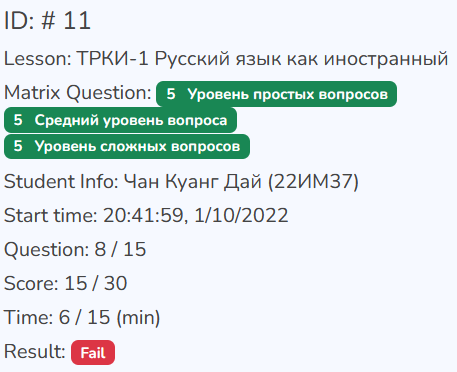 ID: # 11
Lesson: ТРКИ-1 Русский язык как иностранный
Matrix Question: 5 Уровень простых вопросов
5 Средний уровень вопроса
5 Уровень сложных вопросов
Student Info: Чан Куанг Дай (22ИМ37)
Start time: 20:41:59, 1/10/2022
Question: 8 / 15
Score: 15 / 30
Time: 6 / 15 (min)
Result: Fail